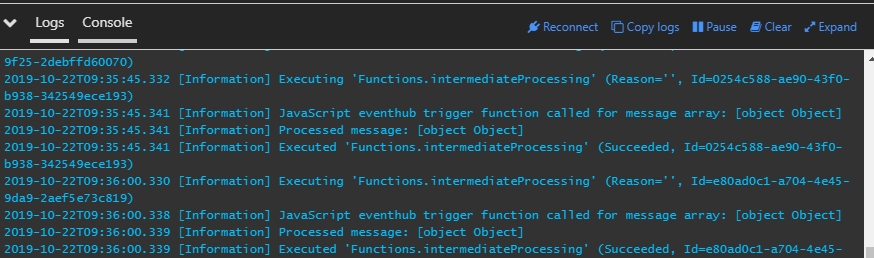 Logs Console Reconnect Copy logs Pause Clear Expand
9f25-2debffd60070)
2019-10-22T09:35:45.332 [Information] Executing 'Functions.intermediateProcessing' (Reason='', Id=0254c588-ae90-43f0-
b938-342549ece193)
2019-10-22T09:35:45.341 [Information] JavaScript eventhub trigger function called for message array: [object Object]
2019-10-22T09:35:45.341 [Information] Processed message: [object Object]
2019-10-22T09:35:45.341 [Information] Executed 'Functions.intermediateProcessing' (Succeeded, Id=0254c588-ae90-43f0-
b938-342549ece193)
2019-10-22T09:36:00.330 [Information] Executing 'Functions.intermediateProcessing' (Reason='', Id=e80ad0c1-a704-4e45-
9da9-2aef5e73c819)
2019-10-22T09:36:00.338 [Information] JavaScript eventhub trigger function called for message array: [object Object]
2019-10-22T09:36:00.339 [Information] Processed message: [object Object]
2019-10-22T09:36:00.339 [Information] Executed 'Functions.intermediateProcessing' (Succeeded, Id=e80ad0c1-a704-4e45-